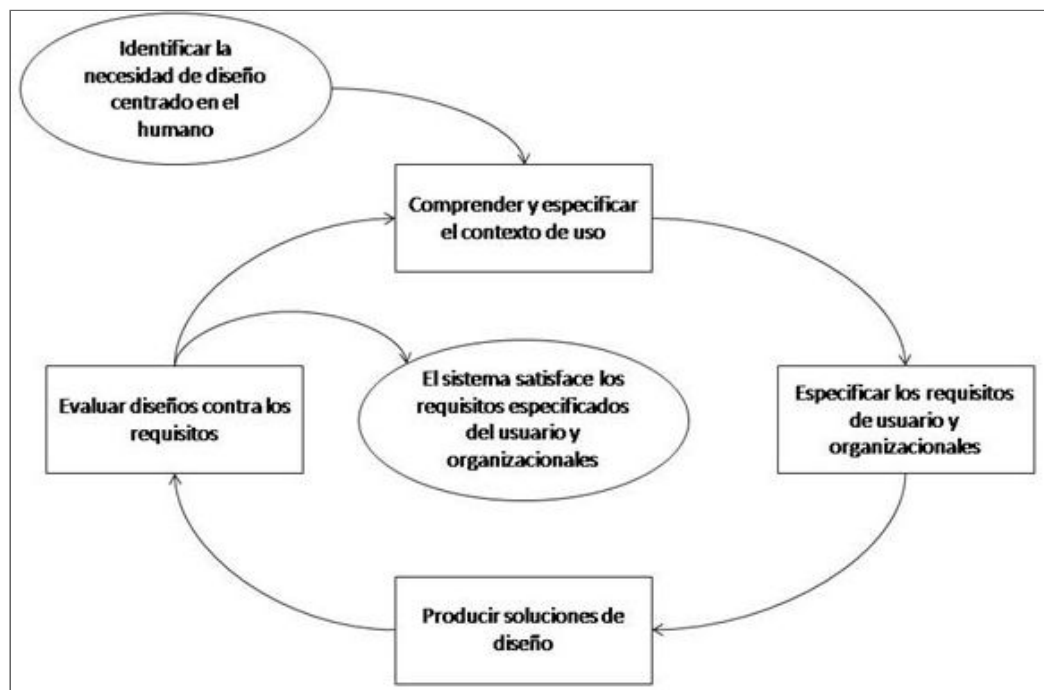 Identificar la
necesidad de diseño
centrado en el
humano
Comprender y especificar
el contexto de uso
Evaluar diseños contra los
requisitos
El sistema satisface los
requisitos especificados
del usuario y
organizacionales
Especificar los requisitos
de usuario y
organizacionales
Producir soluciones de
diseño